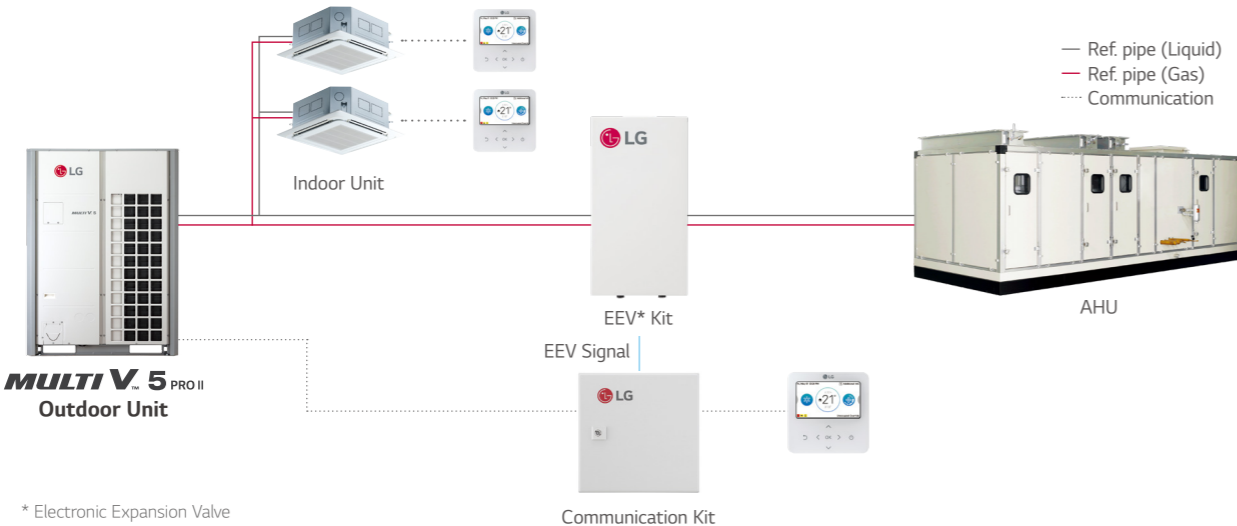 Ref. pipe (Liquid)
Ref. pipe (Gas)
Communication
Indoor Unit
LG
MULTI V 5
LG
EEV* Kit
AHU
EEV Signal
MULTI V™ 5 PRO II
Outdoor Unit
LG
Communication Kit
* Electronic Expansion Valve